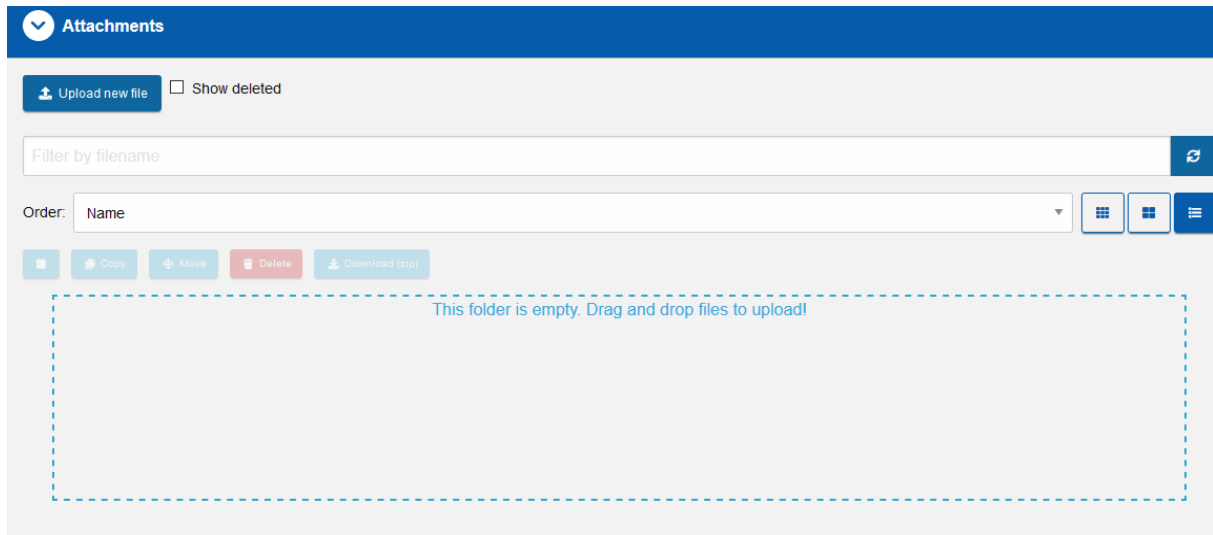 Attachments
Upload new file Show deleted
Filter by filename
Order: Name
Copy Move Delete Download (zip)
This folder is empty. Drag and drop files to upload!